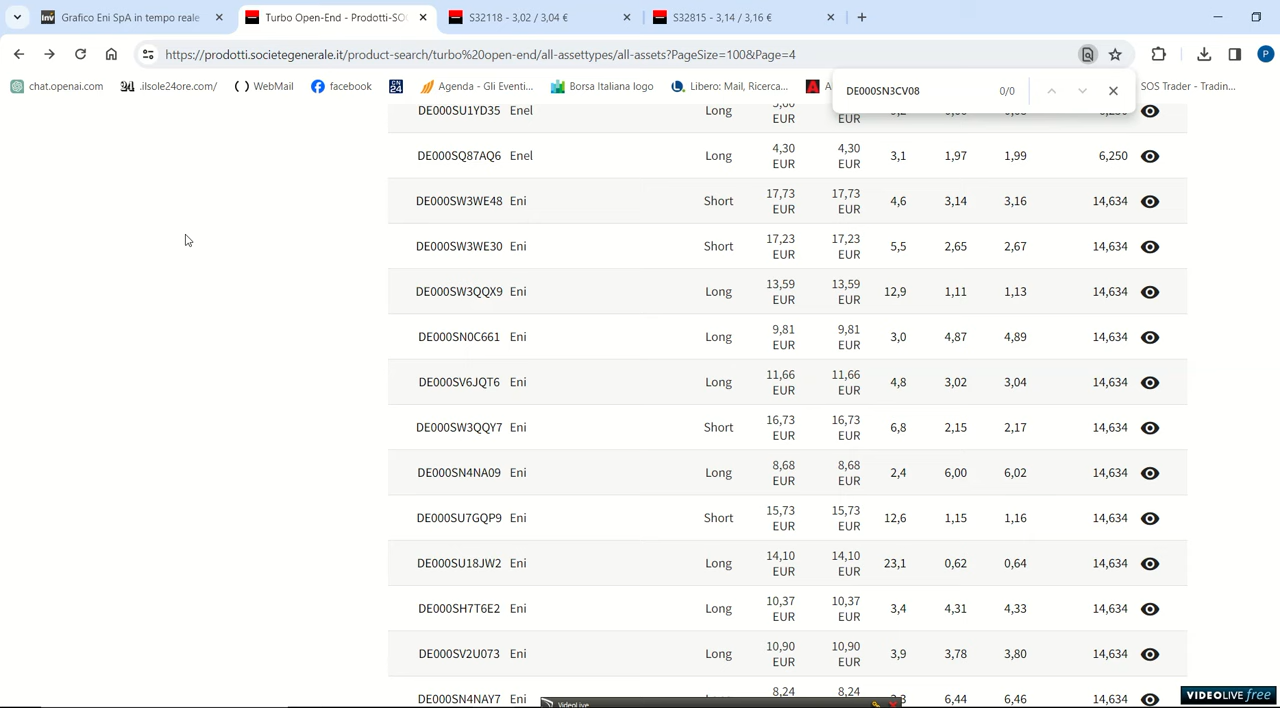 Grafico Eni SpA in tempo reale
Turbo Open-End - Prodotti-SO
S32118 - 3,02 / 3,04 €
S32815 - 3,14 / 3,16 €
https://prodotti.societegenerale.it/product-search/turbo%20open-end/all-assettypes/all-assets?PageSize=100&Page=4
P
chat.openai.com
.ilsole24ore.com/
WebMail
facebook
Agenda - Gli Eventi...
Borsa Italiana logo
Libero: Mail, Ricerca...
SOS Trader - Tradin...
DE000SN3CV08 0/0
DE000SU1YD35 Enel EUR EUR
DE000SQ87AQ6 Enel Long 4,30 EUR 4,30 EUR 3,1 1,97 1,99 6,250
DE000SW3WE48 Eni Short 17,73 EUR 17,73 EUR 4,6 3,14 3,16 14,634
DE000SW3WE30 Eni Short 17,23 EUR 17,23 EUR 5,5 2,65 2,67 14,634
DE000SW3QQX9 Eni Long 13,59 EUR 13,59 EUR 12,9 1,11 1,13 14,634
DE000SN0C661 Eni Long 9,81 EUR 9,81 EUR 3,0 4,87 4,89 14,634
DE000SV6JQT6 Eni Long 11,66 EUR 11,66 EUR 4,8 3,02 3,04 14,634
DE000SW3QQY7 Eni Short 16,73 EUR 16,73 EUR 6,8 2,15 2,17 14,634
DE000SN4NA09 Eni Long 8,68 EUR 8,68 EUR 2,4 6,00 6,02 14,634
DE000SU7GQP9 Eni Short 15,73 EUR 15,73 EUR 12,6 1,15 1,16 14,634
DE000SU18JW2 Eni Long 14,10 EUR 14,10 EUR 23,1 0,62 0,64 14,634
DE000SH7T6E2 Eni Long 10,37 EUR 10,37 EUR 3,4 4,31 4,33 14,634
DE000SV2U073 Eni Long 10,90 EUR 10,90 EUR 3,9 3,78 3,80 14,634
DE000SN4NAY7 Eni 8,24 8,24 6,44 6,46 14,634
VideoLive
VIDEOLIVE free